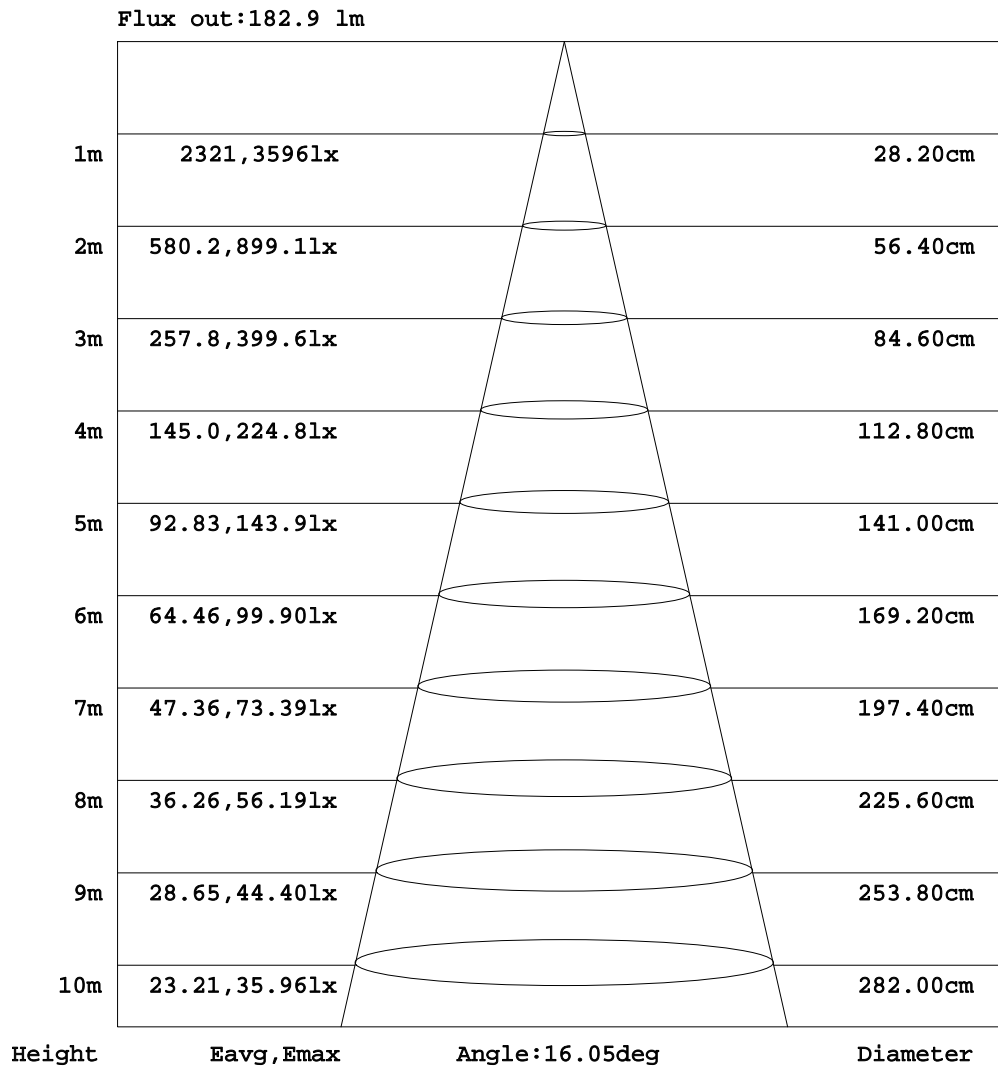 Flux out:182.9 lm
1m 2321,3596lx 28.20cm
2m 580.2,899.1lx 56.40cm
3m 257.8,399.6lx 84.60cm
4m 145.0,224.8lx 112.80cm
5m 92.83,143.9lx 141.00cm
6m 64.46,99.90lx 169.20cm
7m 47.36,73.39lx 197.40cm
8m 36.26,56.19lx 225.60cm
9m 28.65,44.40lx 253.80cm
10m 23.21,35.96lx 282.00cm
Height Eavg,Emax Angle:16.05deg Diameter